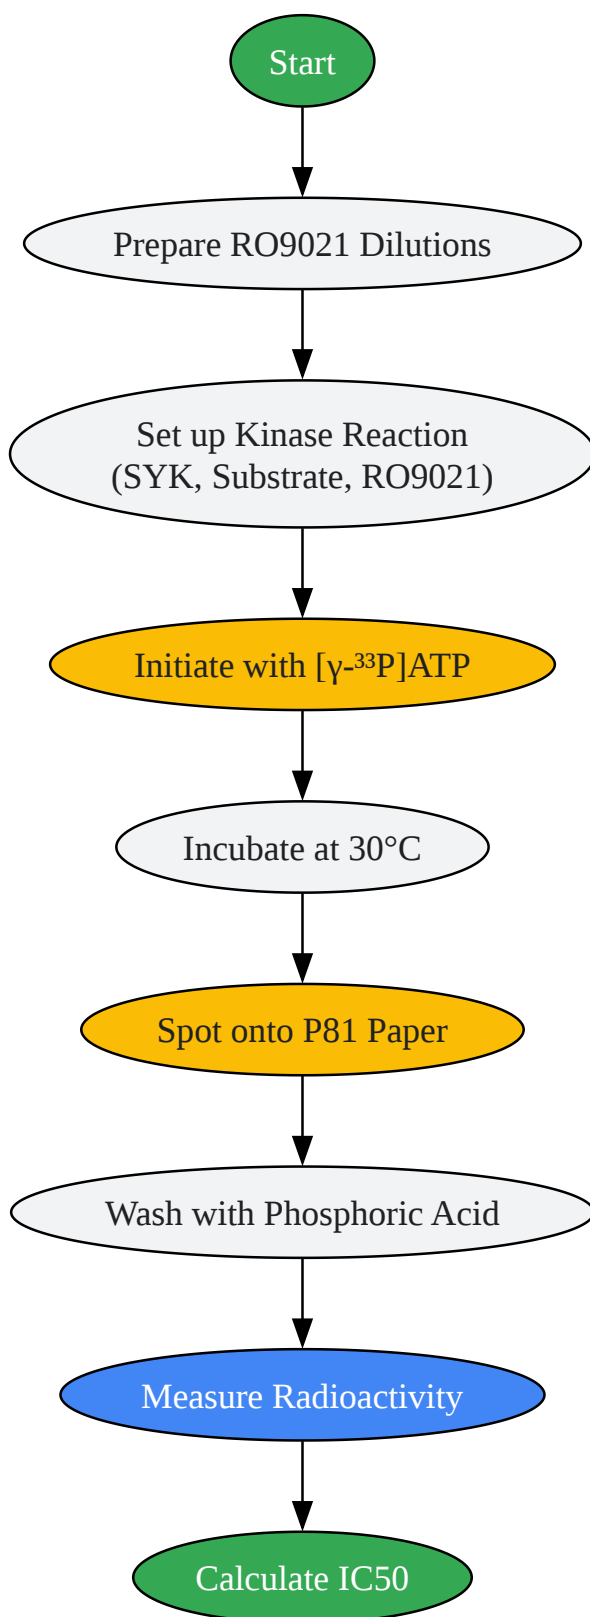 Start
Prepare RO9021 Dilutions
Set up Kinase Reaction
(SYK, Substrate, RO9021)
Initiate with [γ-³³P]ATP
Incubate at 30°C
Spot onto P81 Paper
Wash with Phosphoric Acid
Measure Radioactivity
Calculate IC50